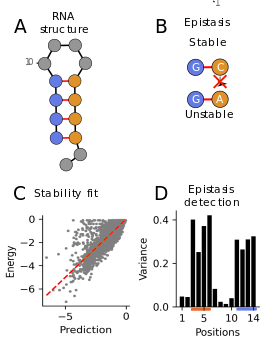 -1
A
RNA
structure
10
B
Epistasis
Stable
G
C
G
A
Unstable
C
Stability fit
0
−2
−4
−6
Energy
−5
0
Prediction
D
Epistasis
detection
0.4
0.2
0.0
Variance
1
5
10
14
Positions